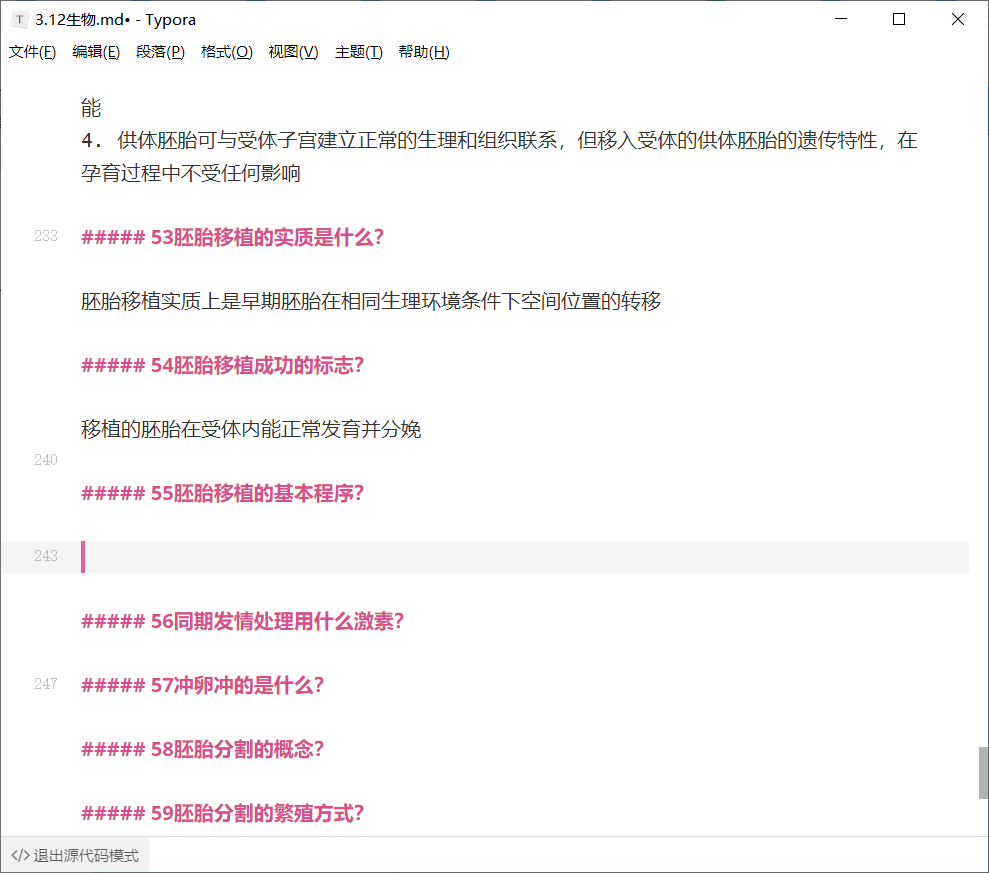 T 3.12生物.md• - Typora
文件(F) 编辑(E) 段落(P) 格式(O) 视图(V) 主题(T) 帮助(H)
能
4． 供体胚胎可与受体子宫建立正常的生理和组织联系，但移入受体的供体胚胎的遗传特性，在
孕育过程中不受任何影响
233 ##### 53胚胎移植的实质是什么？
胚胎移植实质上是早期胚胎在相同生理环境条件下空间位置的转移
##### 54胚胎移植成功的标志？
移植的胚胎在受体内能正常发育并分娩
240
##### 55胚胎移植的基本程序？
243
##### 56同期发情处理用什么激素？
247 ##### 57冲卵冲的是什么？
##### 58胚胎分割的概念？
##### 59胚胎分割的繁殖方式？
</> 退出源代码模式